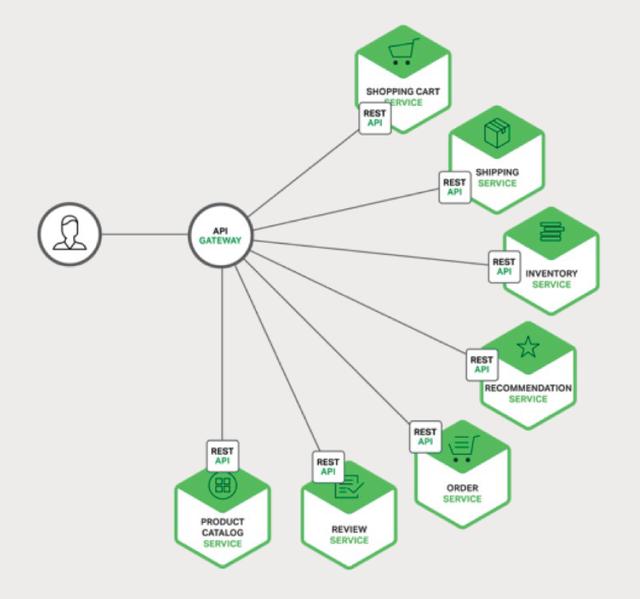 SHOPPING CART
SERVICE
REST
API
SHIPPING
SERVICE
REST
API
API
GATEWAY
INVENTORY
SERVICE
REST
API
RECOMMENDATION
SERVICE
REST
API
ORDER
SERVICE
REST
API
REVIEW
SERVICE
REST
API
PRODUCT
CATALOG
SERVICE
REST
API